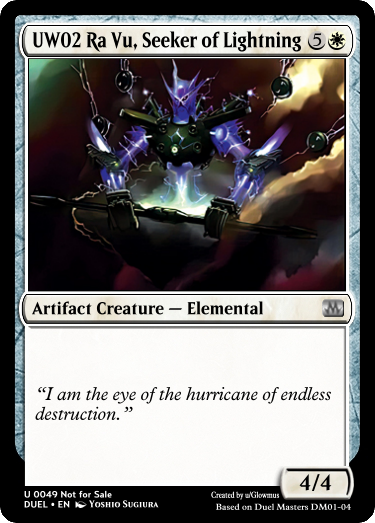 UW02 Ra Vu, Seeker of Lightning 5
Artifact Creature — Elemental
“I am the eye of the hurricane of endless
destruction.”
4/4
U 0049 Not for Sale
DUEL • EN Yoshio Sugiura
Created by u/Glowmus
Based on Duel Masters DM01-04